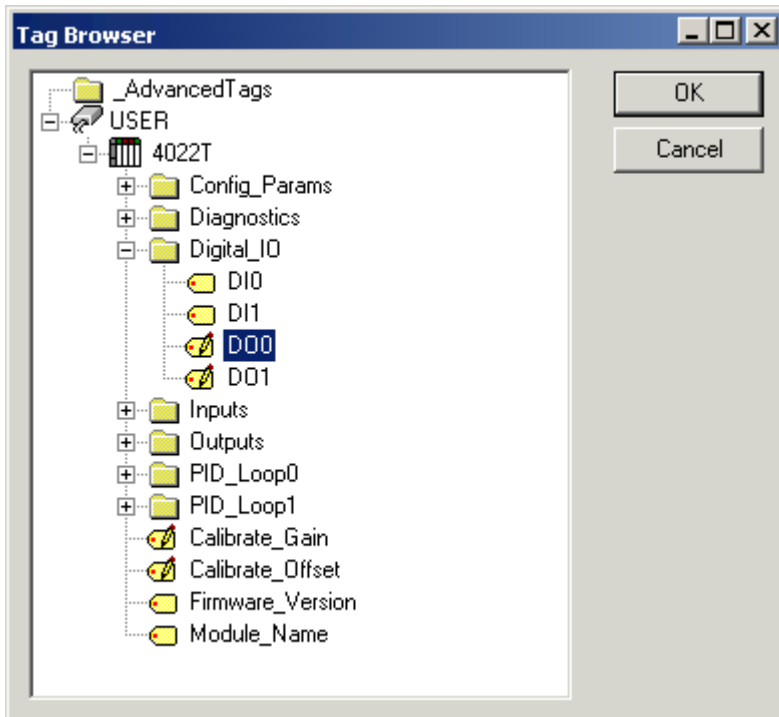 Tag Browser
_AdvancedTags
OK
USER
4022T
Cancel
Config_Params
Diagnostics
Digital_IO
DI0
DI1
DO0
DO1
Inputs
Outputs
PID_Loop0
PID_Loop1
Calibrate_Gain
Calibrate_Offset
Firmware_Version
Module_Name